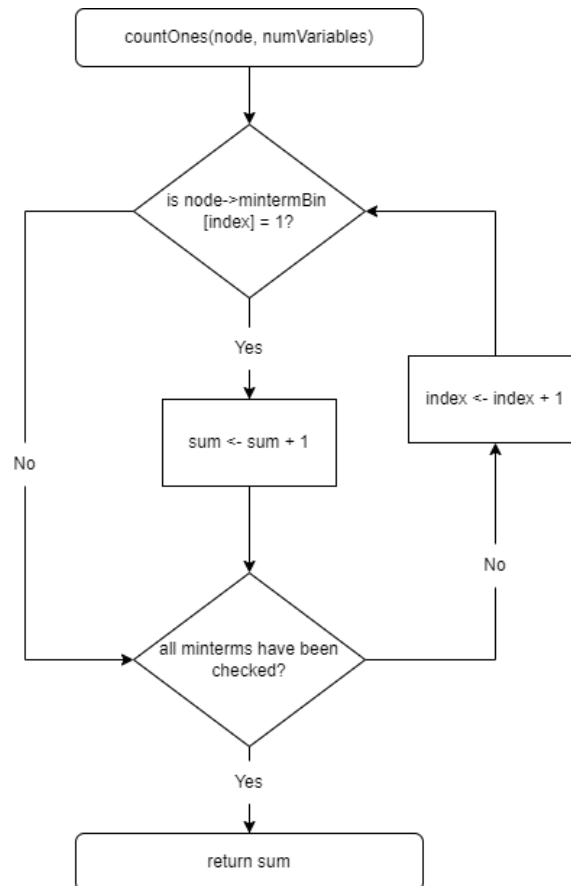 countOnes(node, numVariables)
is node->mintermBin
[index] = 1?
Yes
index <- index + 1
sum <- sum + 1
No
No
all minterms have been
checked?
Yes
return sum